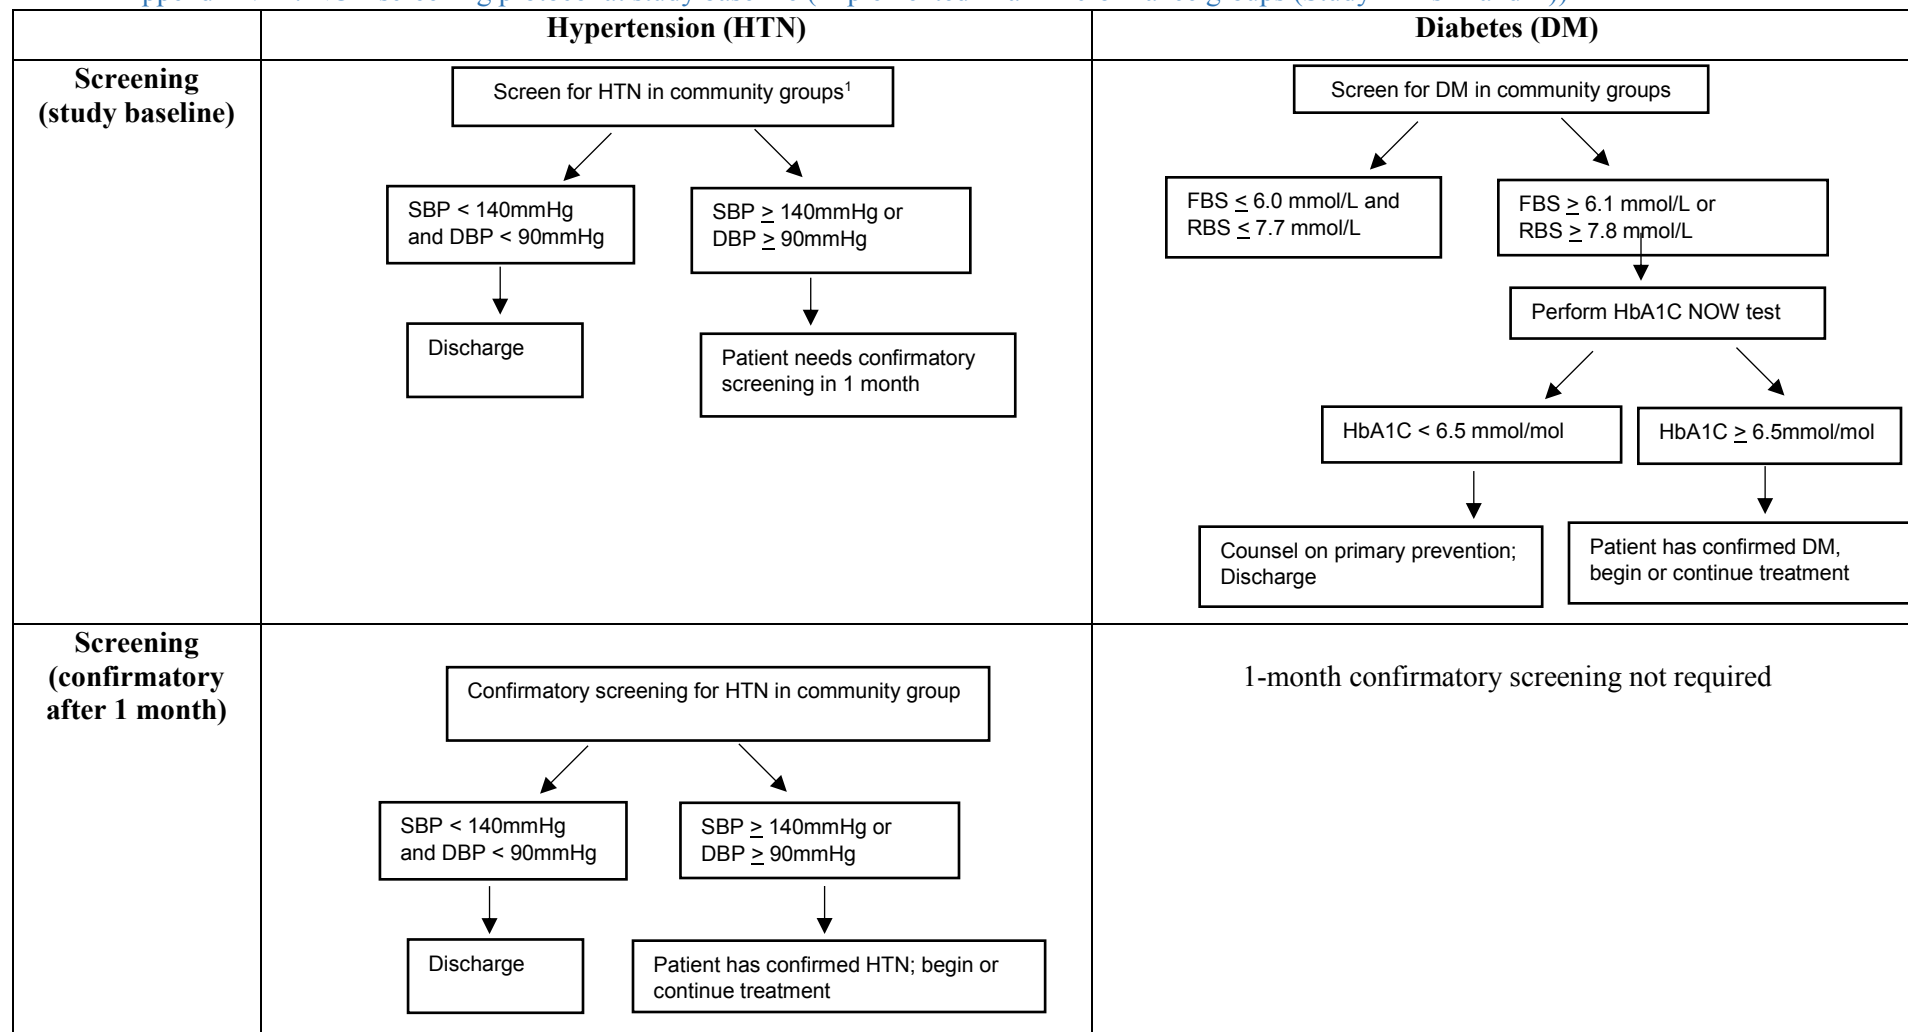 Hypertension (HTN)
Diabetes (DM)
Screening
(study baseline)
Screen for HTN in community groups¹
SBP < 140mmHg
and DBP < 90mmHg
SBP ≥ 140mmHg or
DBP ≥ 90mmHg
Discharge
Patient needs confirmatory
screening in 1 month
Screen for DM in community groups
FBS ≤ 6.0 mmol/L and
RBS ≤ 7.7 mmol/L
FBS ≥ 6.1 mmol/L or
RBS ≥ 7.8 mmol/L
Perform HbA1C NOW test
HbA1C < 6.5 mmol/mol
HbA1C ≥ 6.5mmol/mol
Counsel on primary prevention;
Discharge
Patient has confirmed DM,
begin or continue treatment
Screening
(confirmatory
after 1 month)
Confirmatory screening for HTN in community group
SBP < 140mmHg
and DBP < 90mmHg
SBP ≥ 140mmHg or
DBP ≥ 90mmHg
Discharge
Patient has confirmed HTN; begin or
continue treatment
1-month confirmatory screening not required